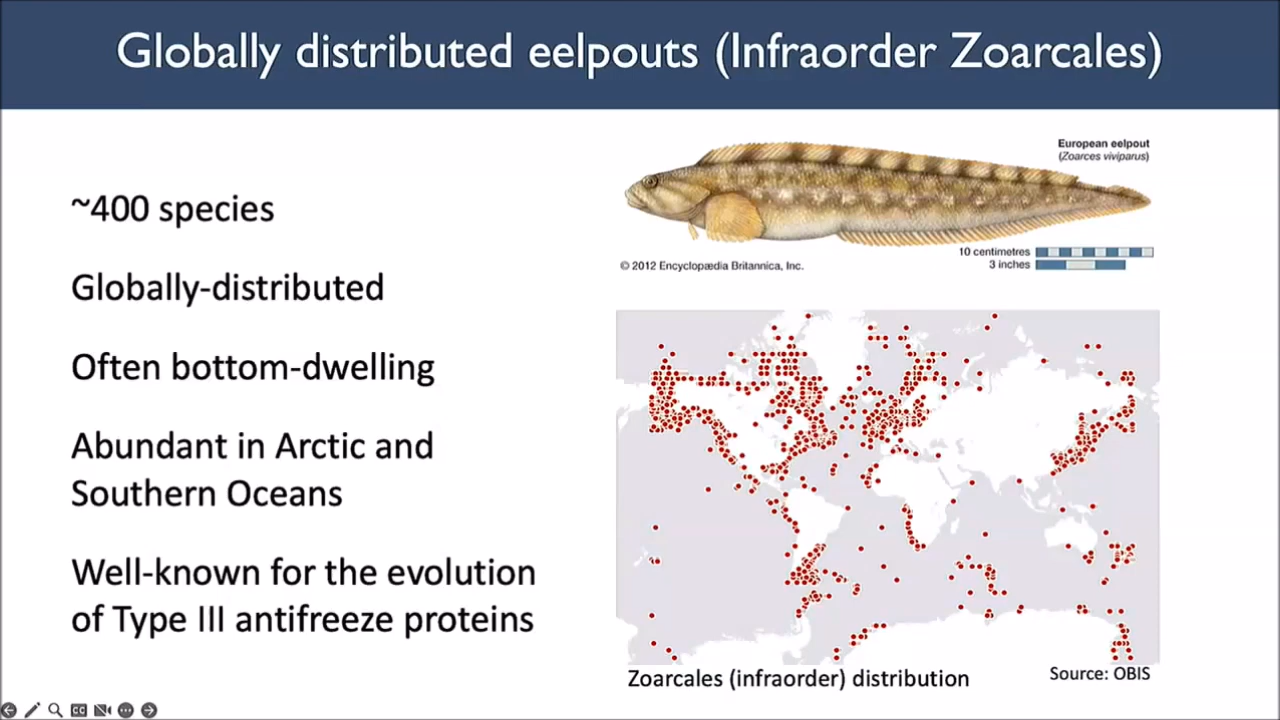 Globally distributed eelpouts (Infraorder Zoarcales)
~400 species
Globally-distributed
Often bottom-dwelling
Abundant in Arctic and
Southern Oceans
Well-known for the evolution
of Type III antifreeze proteins
European eelpout
(Zoarces viviparus)
10 centimetres
3 inches
© 2012 Encyclopædia Britannica, Inc.
Zoarcales (infraorder) distribution
Source: OBIS
CC